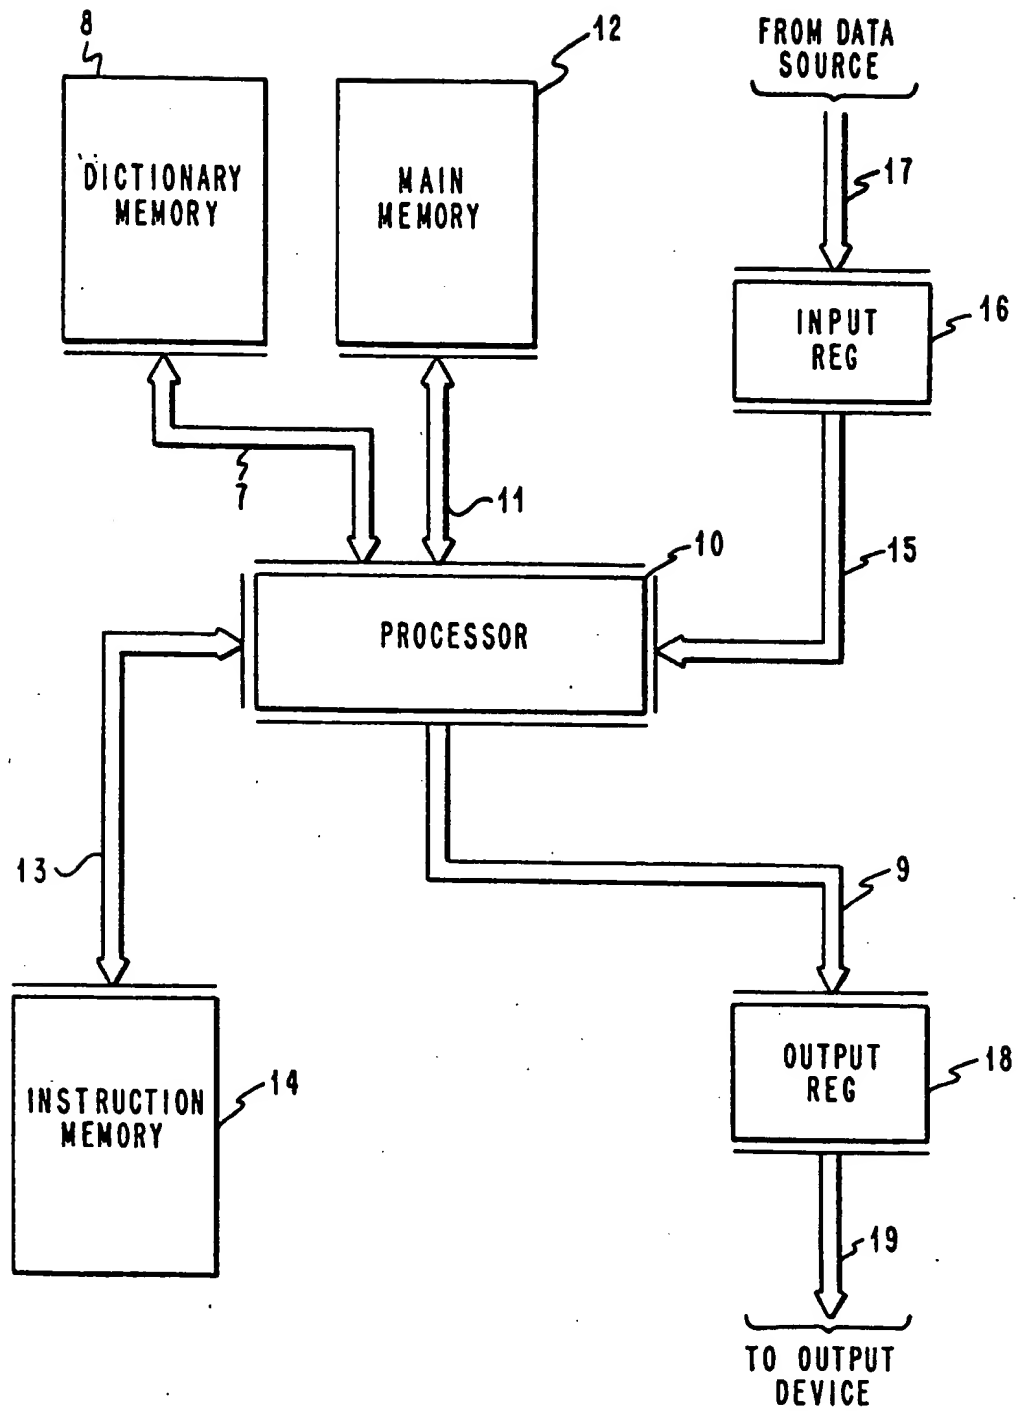 8
DICTIONARY
MEMORY
12
MAIN
MEMORY
FROM DATA
SOURCE
17
INPUT
REG
16
7
11
15
10
PROCESSOR
13
9
INSTRUCTION
MEMORY
14
OUTPUT
REG
18
19
TO OUTPUT
DEVICE